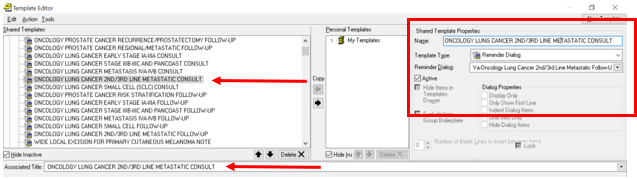 Template Editor
Edit Action Tools
New Template
Shared Templates
ONCOLOGY PROSTATE CANCER RECURRENCE/PROSTATECTOMY FOLLOW-UP
ONCOLOGY PROSTATE CANCER REGIONAL/METASTATIC FOLLOW-UP
ONCOLOGY LUNG CANCER EARLY STAGE IA-IIIA CONSULT
ONCOLOGY LUNG CANCER STAGE IIIB-IIIC AND PANCOAST CONSULT
ONCOLOGY LUNG CANCER METASTASIS IVA-IVB CONSULT
ONCOLOGY LUNG CANCER 2ND/3RD LINE METASTATIC CONSULT
ONCOLOGY LUNG CANCER SMALL CELL (SCLC) CONSULT
ONCOLOGY PROSTATE CANCER RISK STRATIFICATION FOLLOW-UP
ONCOLOGY LUNG CANCER EARLY STAGE IA-IIIA FOLLOW-UP
ONCOLOGY LUNG CANCER STAGE IIIB-IIIC AND PANCOAST FOLLOW-UP
ONCOLOGY LUNG CANCER METASTASIS IVA-IVB FOLLOW-UP
ONCOLOGY LUNG CANCER SMALL CELL FOLLOW-UP
ONCOLOGY LUNG CANCER 2ND/3RD LINE METASTATIC FOLLOW-UP
WIDE LOCAL EXCISION FOR PRIMARY CUTANEOUS MELANOMA NOTE
Hide Inactive
Delete
Copy
Personal Templates
My Templates
Hide Ina
Delete
Shared Template Properties
Name: ONCOLOGY LUNG CANCER 2ND/3RD LINE METASTATIC CONSULT
Template Type: Reminder Dialog
Reminder Dialog: Va-Oncology Lung Cancer 2nd/3rd Line Metastatic Follow-U
Active
Hide Items in Templates Drawer
Dialog Properties
Display Only
Only Show First Line
Indent Dialog Items
Group Boilerplate
Hide Dialog Items
0 Number of Blank Lines to insert between items
Lock
Associated Title: ONCOLOGY LUNG CANCER 2ND/3RD LINE METASTATIC CONSULT